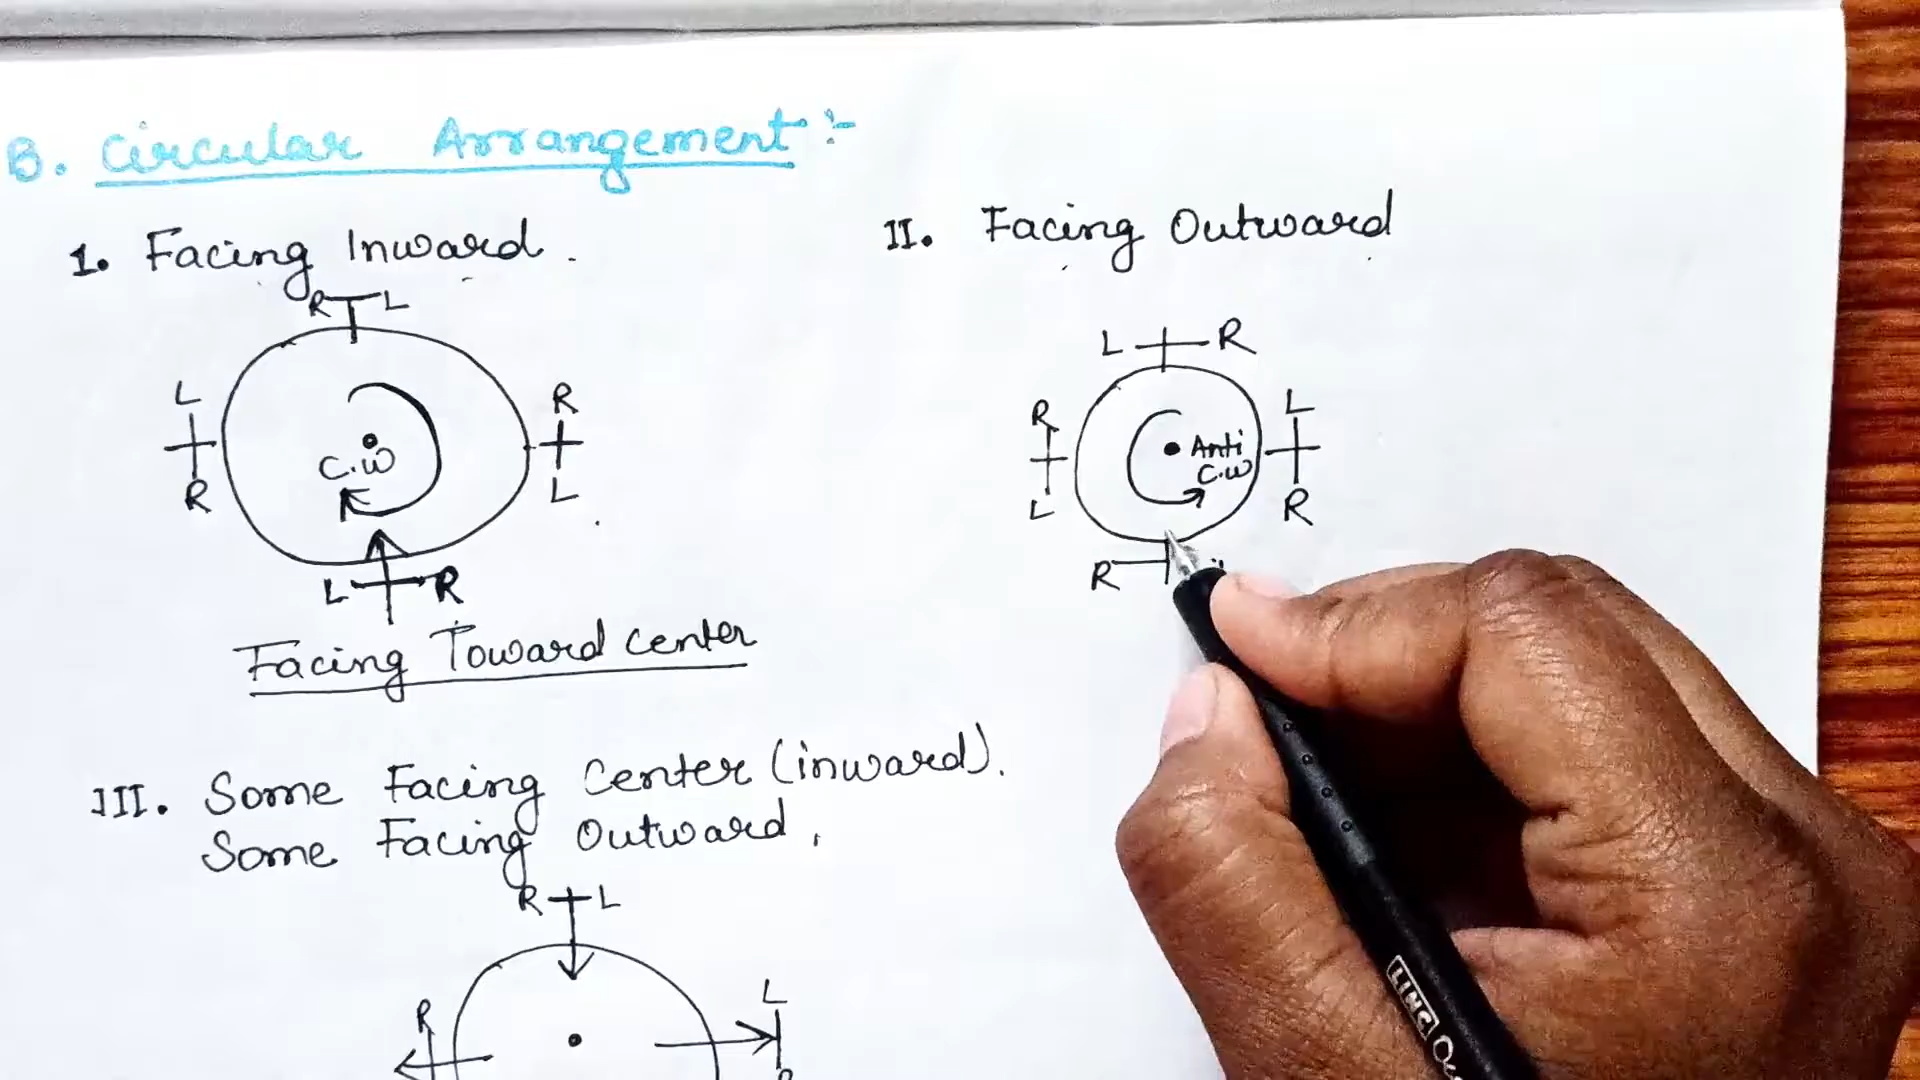 B. Circular Arrangement :-
1. Facing Inward.
R L
L
R
C.W
R
L
L R
Facing Toward center
II. Facing Outward
L R
R
L
Anti
C.W
L
R
R
III. Some Facing Center (inward).
Some Facing Outward,
R L
R
L
LINC